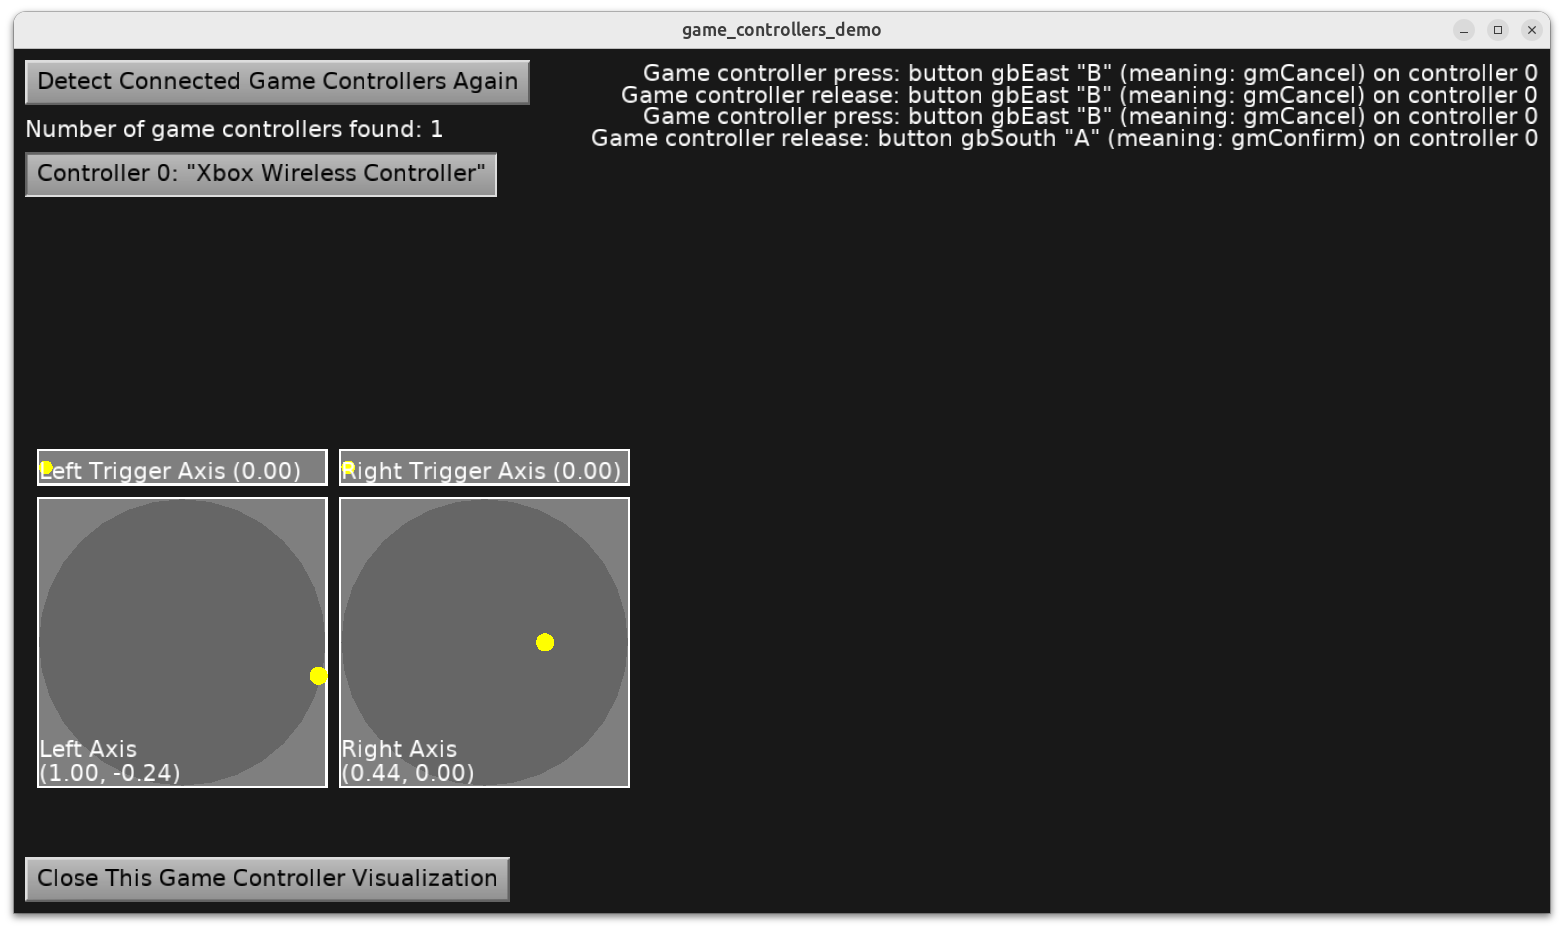 game_controllers_demo
Detect Connected Game Controllers Again
Number of game controllers found: 1
Controller 0: "Xbox Wireless Controller"
Game controller press: button gbEast "B" (meaning: gmCancel) on controller 0
Game controller release: button gbEast "B" (meaning: gmCancel) on controller 0
Game controller press: button gbEast "B" (meaning: gmCancel) on controller 0
Game controller release: button gbSouth "A" (meaning: gmConfirm) on controller 0
Left Trigger Axis (0.00)
Right Trigger Axis (0.00)
Left Axis
(1.00, -0.24)
Right Axis
(0.44, 0.00)
Close This Game Controller Visualization